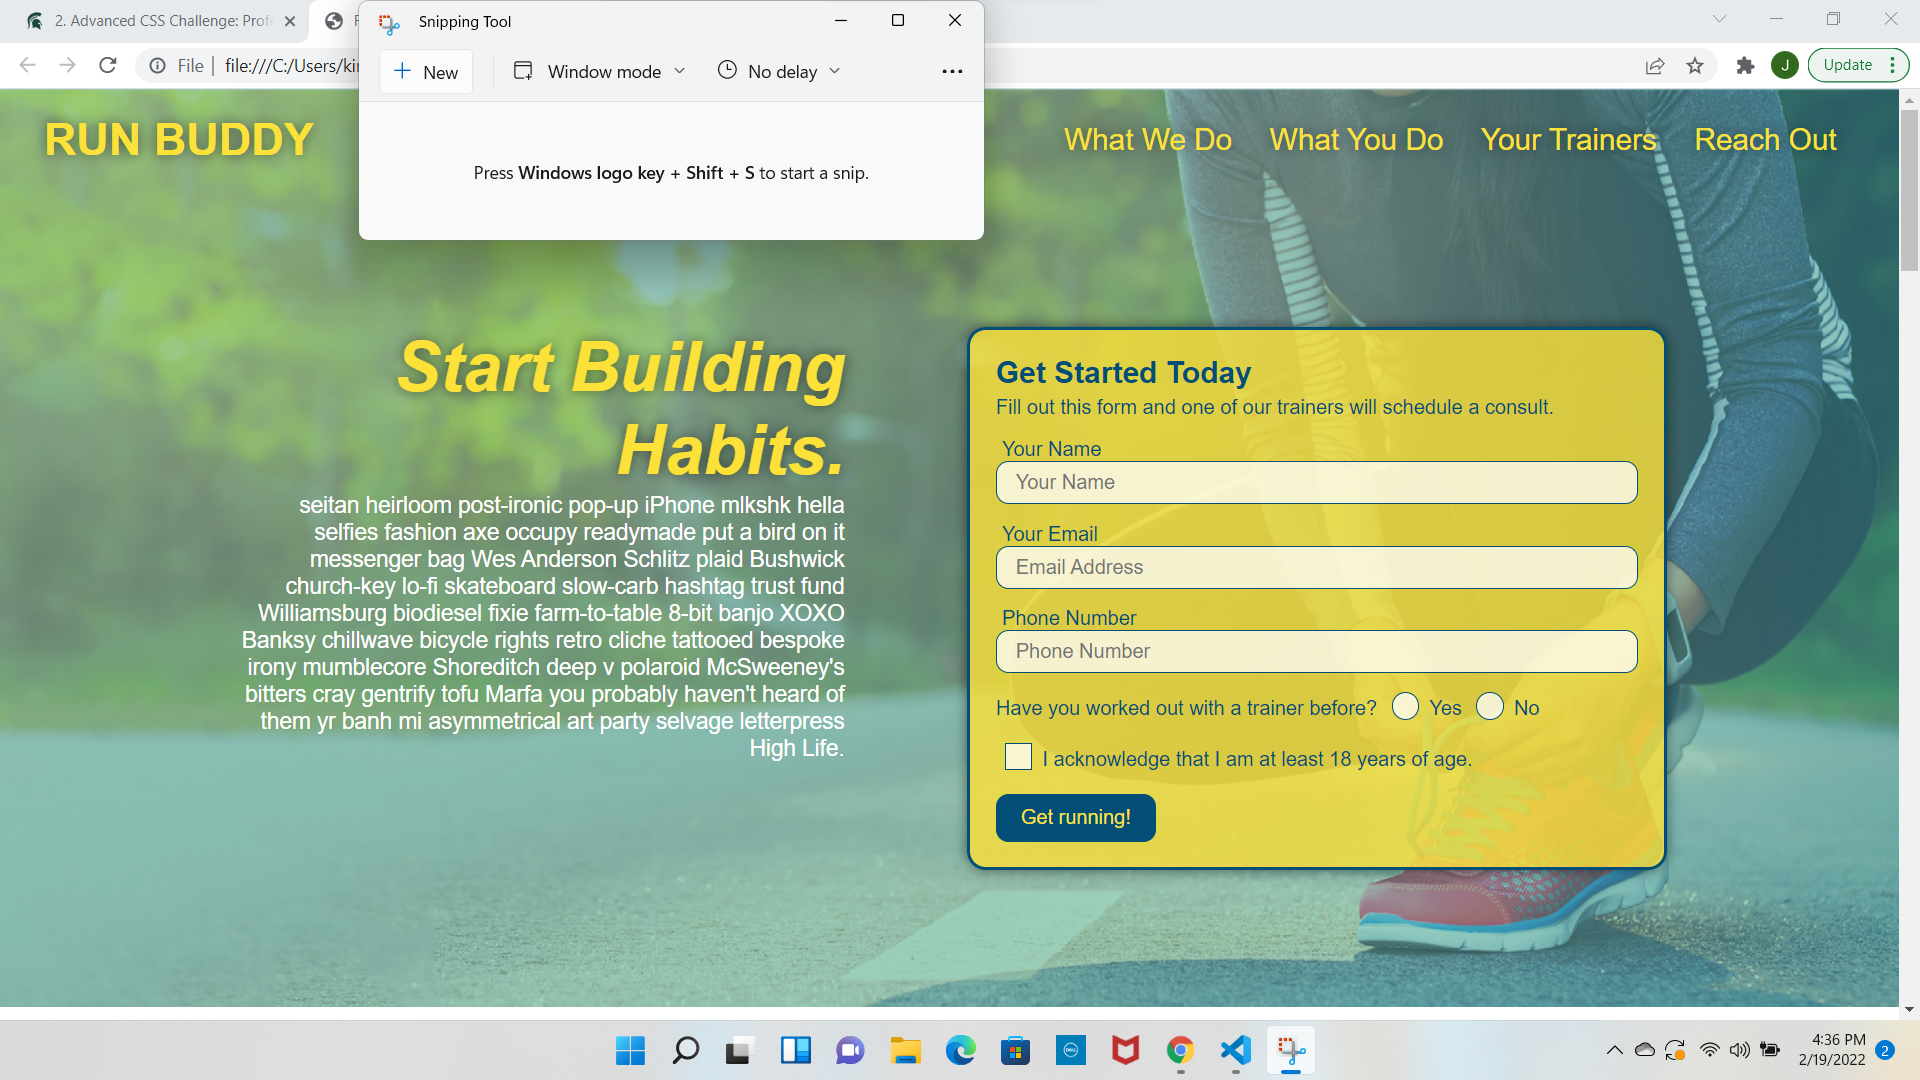 2. Advanced CSS Challenge: Prof
Snipping Tool
File
file:///C:/Users/
New
Window mode
No delay
J
Update
Press Windows logo key + Shift + S to start a snip.
RUN BUDDY
What We Do
What You Do
Your Trainers
Reach Out
Start Building
Habits.
seitan heirloom post-ironic pop-up iPhone mlkshk hella
selfies fashion axe occupy readymade put a bird on it
messenger bag Wes Anderson Schlitz plaid Bushwick
church-key lo-fi skateboard slow-carb hashtag trust fund
Williamsburg biodiesel fixie farm-to-table 8-bit banjo XOXO
Banksy chillwave bicycle rights retro cliche tattooed bespoke
irony mumblecore Shoreditch deep v polaroid McSweeney's
bitters cray gentrify tofu Marfa you probably haven't heard of
them yr banh mi asymmetrical art party selvage letterpress
High Life.
Get Started Today
Fill out this form and one of our trainers will schedule a consult.
Your Name
Your Name
Your Email
Email Address
Phone Number
Phone Number
Have you worked out with a trainer before?
Yes
No
I acknowledge that I am at least 18 years of age.
Get running!
DELL
4:36 PM
2/19/2022
2